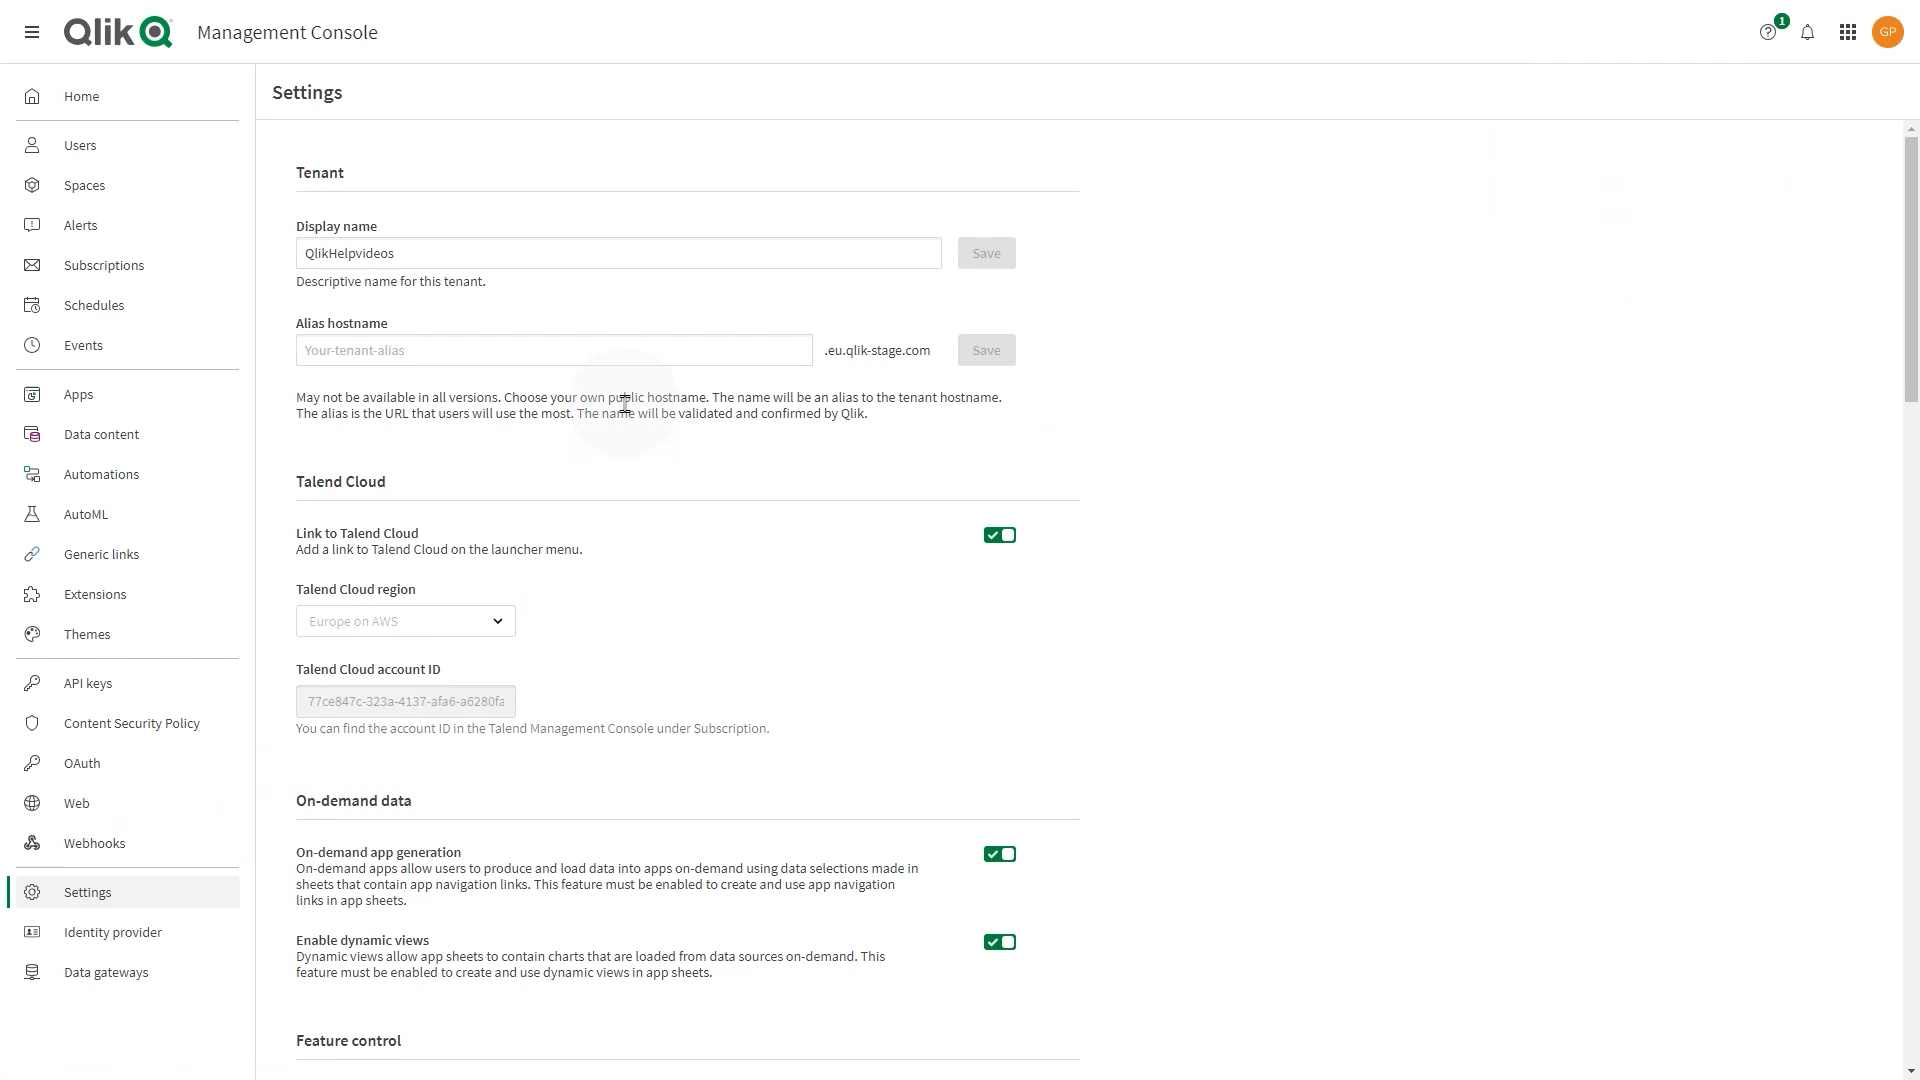 Qlik
Management Console
1
GP
Home
Users
Spaces
Alerts
Subscriptions
Schedules
Events
Apps
Data content
Automations
AutoML
Generic links
Extensions
Themes
API keys
Content Security Policy
OAuth
Web
Webhooks
Settings
Identity provider
Data gateways
Settings
Tenant
Display name
QlikHelpvideos
Save
Descriptive name for this tenant.
Alias hostname
Your-tenant-alias
.eu.qlik-stage.com
Save
May not be available in all versions. Choose your own public hostname. The name will be an alias to the tenant hostname.
The alias is the URL that users will use the most. The name will be validated and confirmed by Qlik.
Talend Cloud
Link to Talend Cloud
Add a link to Talend Cloud on the launcher menu.
Talend Cloud region
Europe on AWS
Talend Cloud account ID
77ce847c-323a-4137-afa6-a6280fa
You can find the account ID in the Talend Management Console under Subscription.
On-demand data
On-demand app generation
On-demand apps allow users to produce and load data into apps on-demand using data selections made in
sheets that contain app navigation links. This feature must be enabled to create and use app navigation
links in app sheets.
Enable dynamic views
Dynamic views allow app sheets to contain charts that are loaded from data sources on-demand. This
feature must be enabled to create and use dynamic views in app sheets.
Feature control